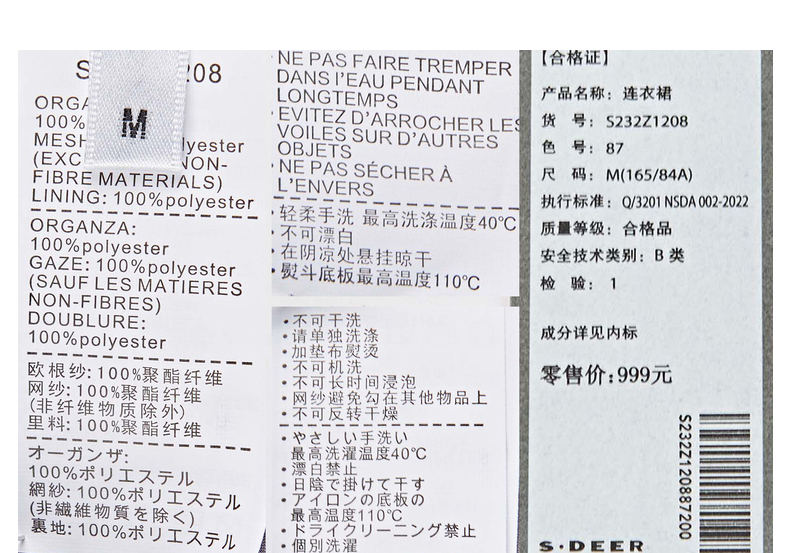 S 208
M
ORGA
100%
MESH lyester
(EXC NON-
FIBRE MATERIALS)
LINING: 100%polyester
ORGANZA:
100%polyester
GAZE: 100%polyester
(SAUF LES MATIERES
NON-FIBRES)
DOUBLURE:
100%polyester
欧根纱: 100%聚酯纤维
网纱: 100%聚酯纤维
(非纤维物质除外)
里料: 100%聚酯纤维
オーガンザ:
100%ポリエステル
網紗: 100%ポリエステル
(非繊維物質を除く)
裏地: 100%ポリエステル
NE PAS FAIRE TREMPER
DANS l'EAU PENDANT
LONGTEMPS
· EVITEZ D'ARROCHER LES
VOILES SUR D'AUTRES
OBJETS
· NE PAS SÉCHER À
L'ENVERS
· 轻柔手洗 最高洗涤温度40℃
· 不可漂白
· 在阴凉处悬挂晾干
· 熨斗底板最高温度110℃
· 不可干洗
· 请单独洗涤
· 加垫布熨烫
· 不可机洗
· 不可长时间浸泡
· 网纱避免勾在其他物品上
· 不可反转干燥
· やさしい手洗い
最高洗濯温度40℃
· 漂白禁止
· 日陰で掛けて干す
· アイロンの底板の
最高温度110℃
· ドライクリーニング禁止
· 個別洗濯
【合格证】
产品名称: 连衣裙
货 号: S232Z1208
色 号: 87
尺 码: M(165/84A)
执行标准: Q/3201 NSDA 002-2022
质量等级: 合格品
安全技术类别: B 类
检 验: 1
成分详见内标
零售价:999元
S232Z120887200
S·DEER